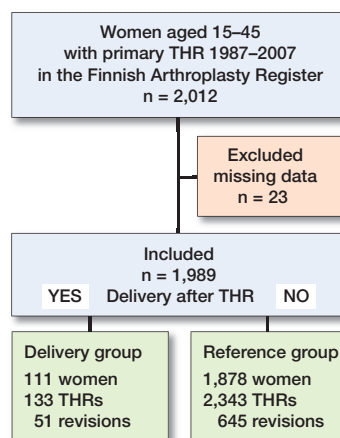 Women aged 15–45
with primary THR 1987–2007
in the Finnish Arthroplasty Register
n = 2,012
Excluded
missing data
n = 23
Included
n = 1,989
YES Delivery after THR NO
Delivery group
111 women
133 THRs
51 revisions
Reference group
1,878 women
2,343 THRs
645 revisions